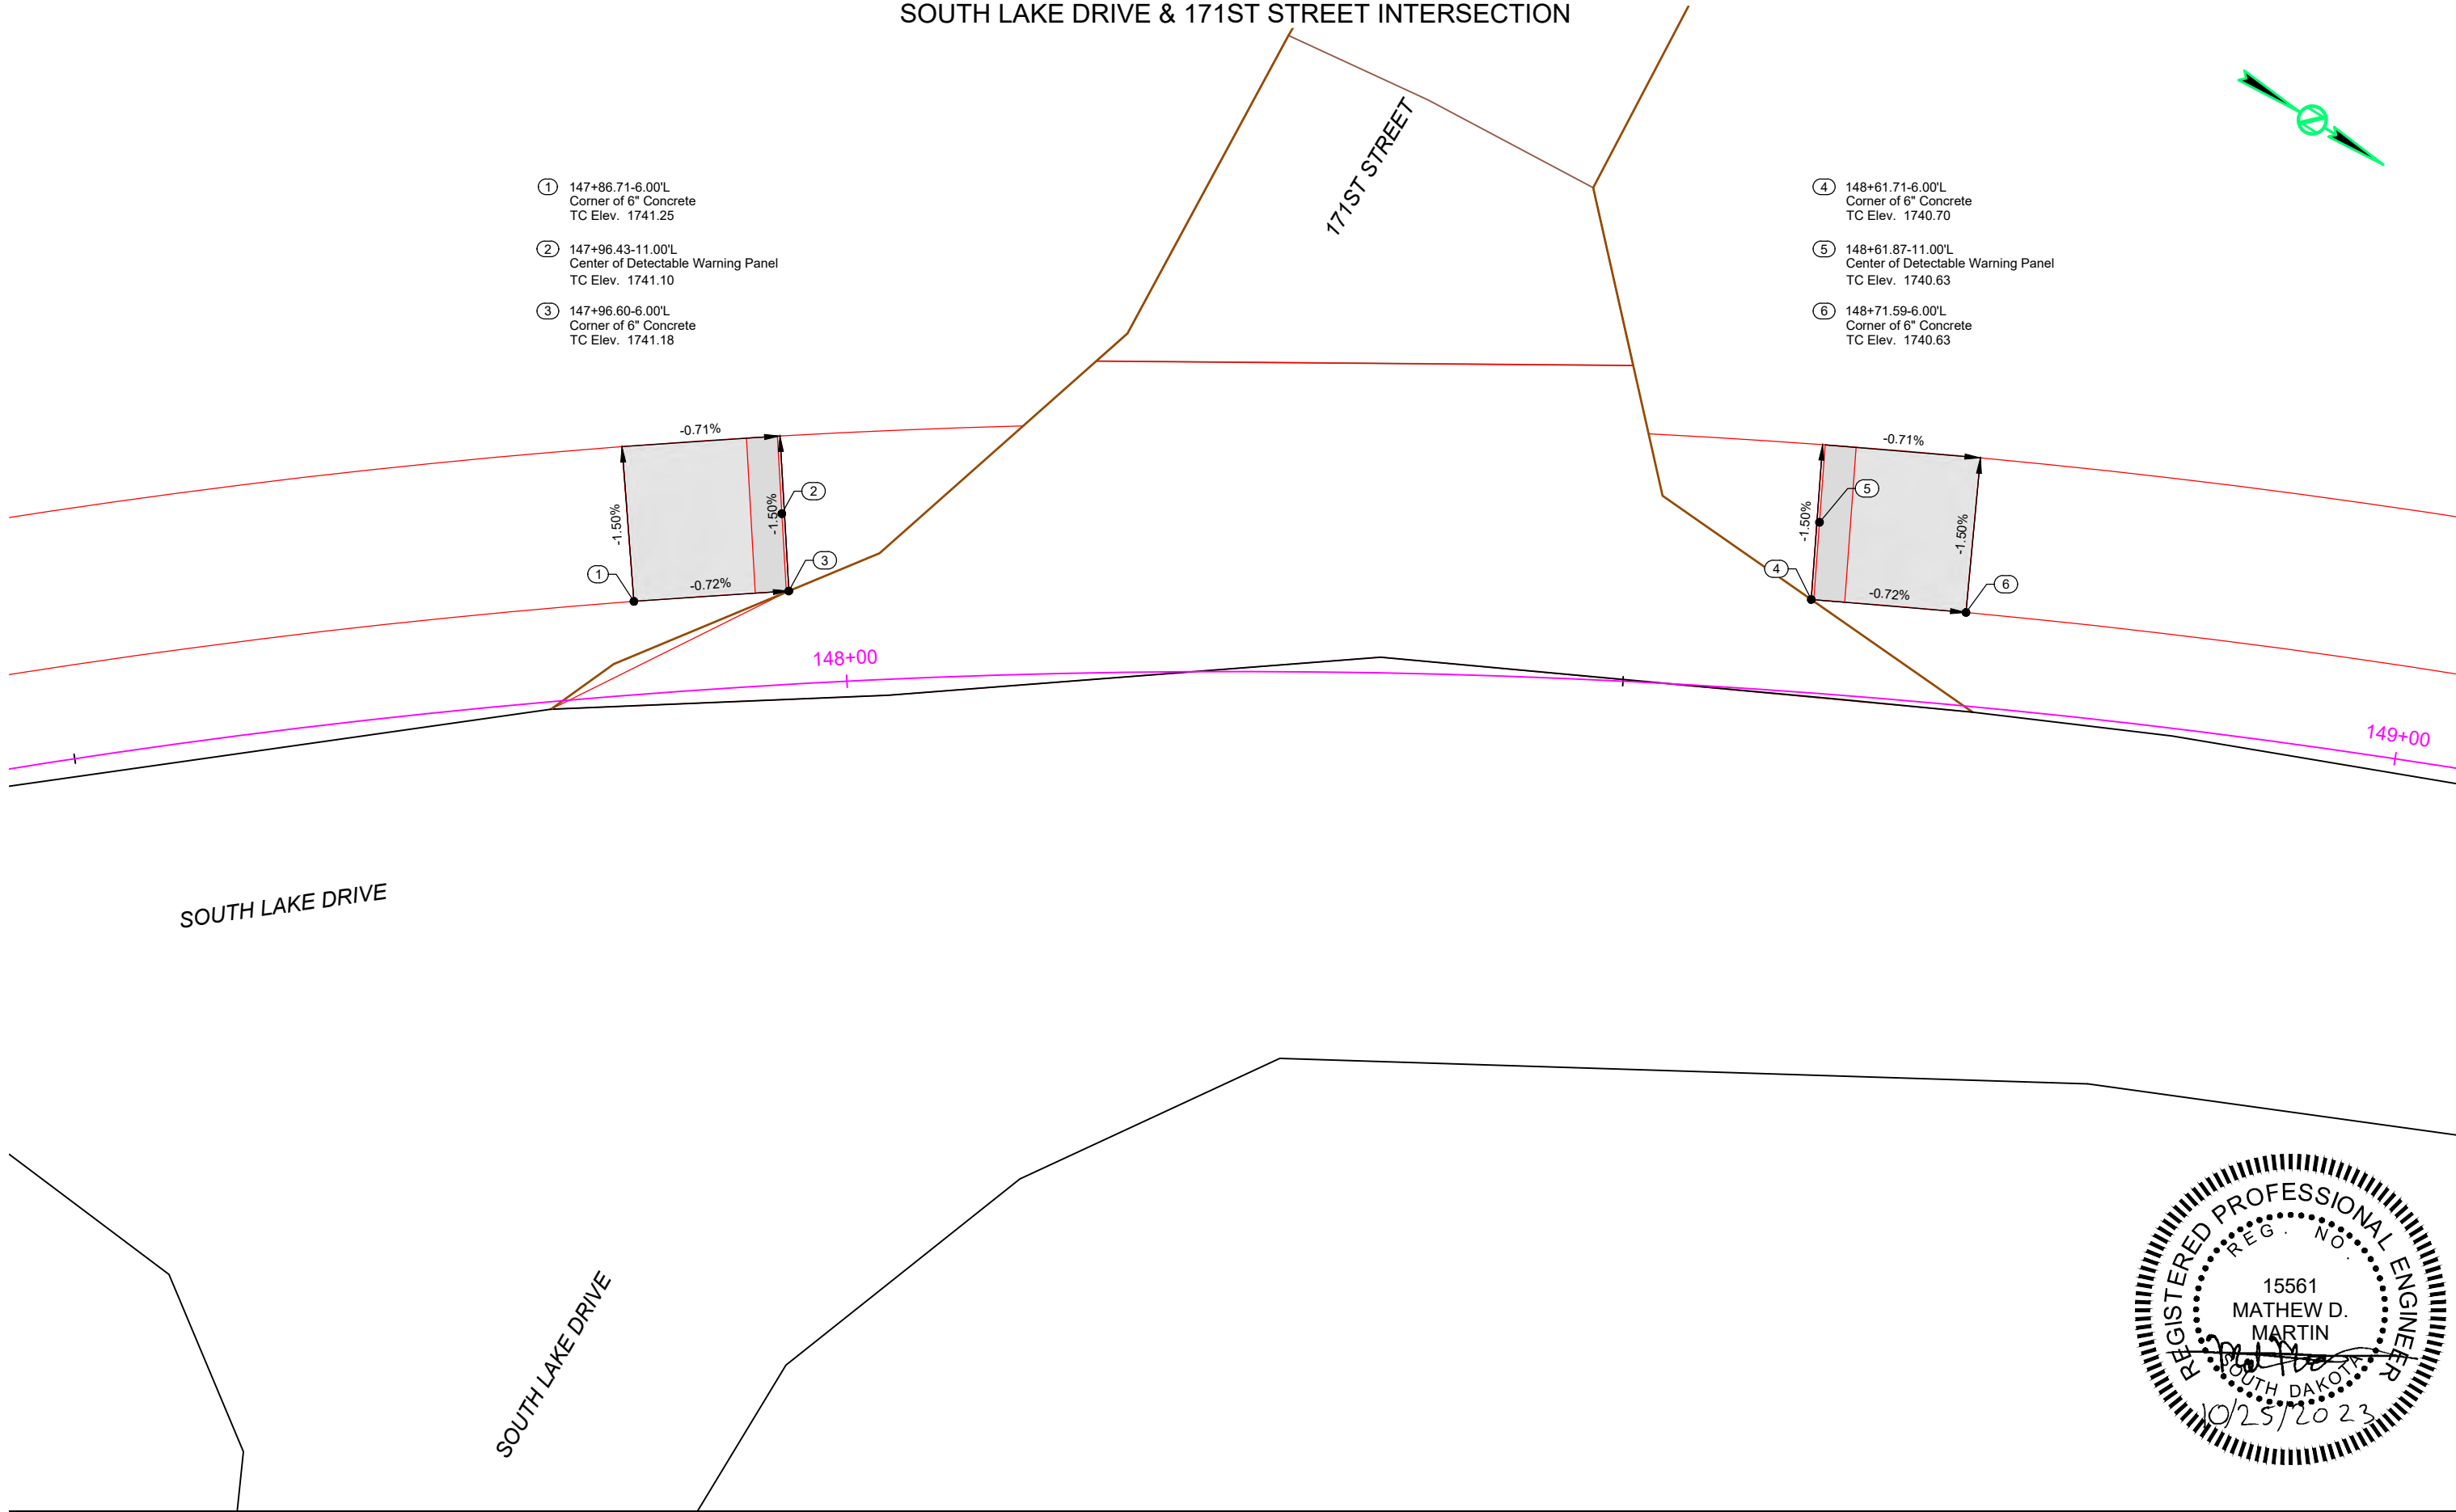 SOUTH LAKE DRIVE & 171ST STREET INTERSECTION
171ST STREET
1 147+86.71-6.00'L
Corner of 6" Concrete
TC Elev. 1741.25
2 147+96.43-11.00'L
Center of Detectable Warning Panel
TC Elev. 1741.10
3 147+96.60-6.00'L
Corner of 6" Concrete
TC Elev. 1741.18
4 148+61.71-6.00'L
Corner of 6" Concrete
TC Elev. 1740.70
5 148+61.87-11.00'L
Center of Detectable Warning Panel
TC Elev. 1740.63
6 148+71.59-6.00'L
Corner of 6" Concrete
TC Elev. 1740.63
-0.71%
-1.50%
-1.50%
2
3
1
-0.72%
-0.71%
5
-1.50%
-1.50%
4
-0.72%
6
148+00
149+00
SOUTH LAKE DRIVE
SOUTH LAKE DRIVE
REGISTERED PROFESSIONAL ENGINEER
REG. NO.
15561
MATHEW D.
MARTIN
SOUTH DAKOTA
10/25/2023